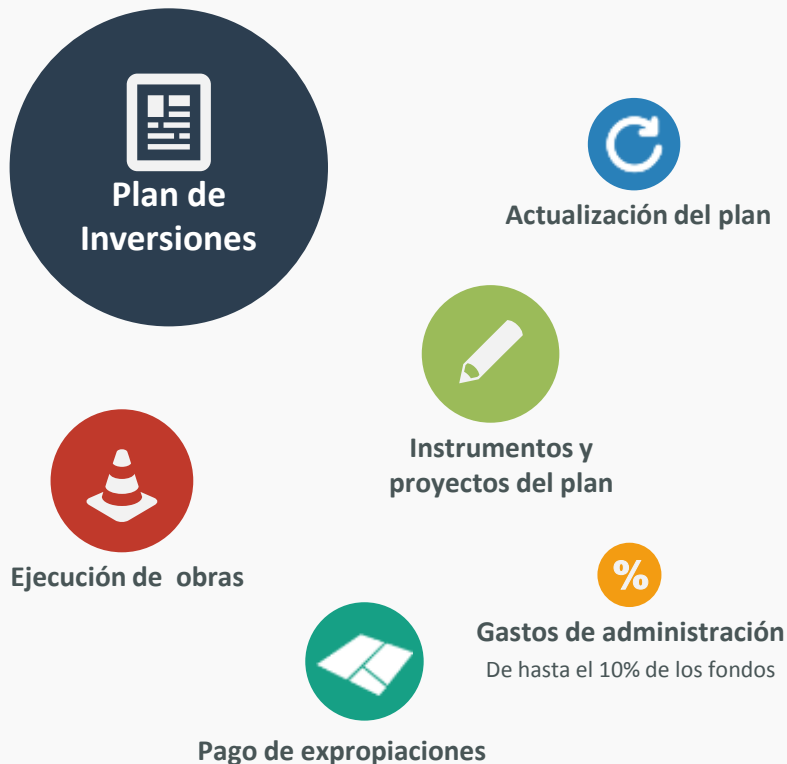 Plan de
Inversiones
Actualización del plan
Instrumentos y
proyectos del plan
Ejecución de obras
%
Gastos de administración
De hasta el 10% de los fondos
Pago de expropiaciones